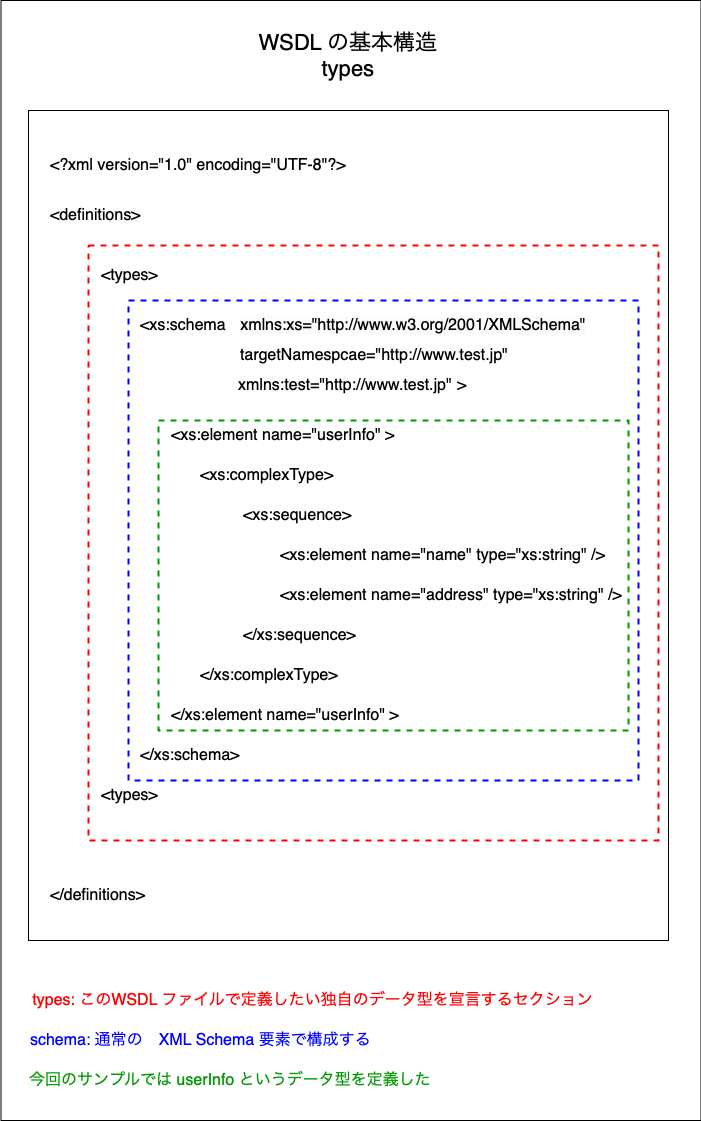 WSDL の基本構造
types
<?xml version="1.0" encoding="UTF-8"?>
<definitions>
<types>
<xs:schema xmlns:xs="http://www.w3.org/2001/XMLSchema"
targetNamespcae="http://www.test.jp"
xmlns:test="http://www.test.jp" >
<xs:element name="userInfo" >
<xs:complexType>
<xs:sequence>
<xs:element name="name" type="xs:string" />
<xs:element name="address" type="xs:string" />
</xs:sequence>
</xs:complexType>
</xs:element name="userInfo" >
</xs:schema>
<types>
</definitions>
types: このWSDL ファイルで定義したい独自のデータ型を宣言するセクション
schema: 通常の　XML Schema 要素で構成する
今回のサンプルでは userInfo というデータ型を定義した